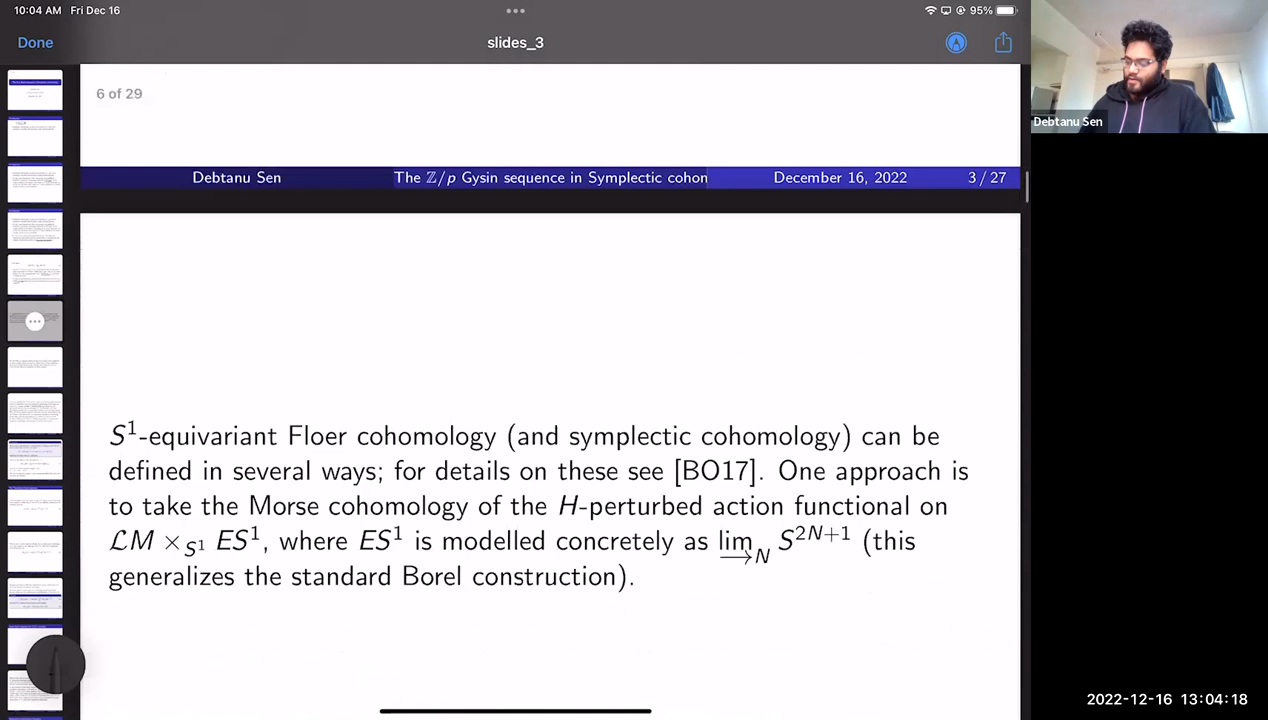 10:04 AM Fri Dec 16
95%
Done
slides_3
6 of 29
Debtanu Sen
Debtanu Sen The ℤ/p Gysin sequence in Symplectic cohon December 16, 2022 3 / 27
S¹-equivariant Floer cohomology (and symplectic cohomology) can be
defined in several ways; for details on these see [BO17]. One approach is
to take the Morse cohomology of the H-perturbed action functional on
ℒM ×_{S¹} ES¹, where ES¹ is modelled concretely as lim→_N S^{2N+1} (this
generalizes the standard Borel construction).
2022-12-16 13:04:18